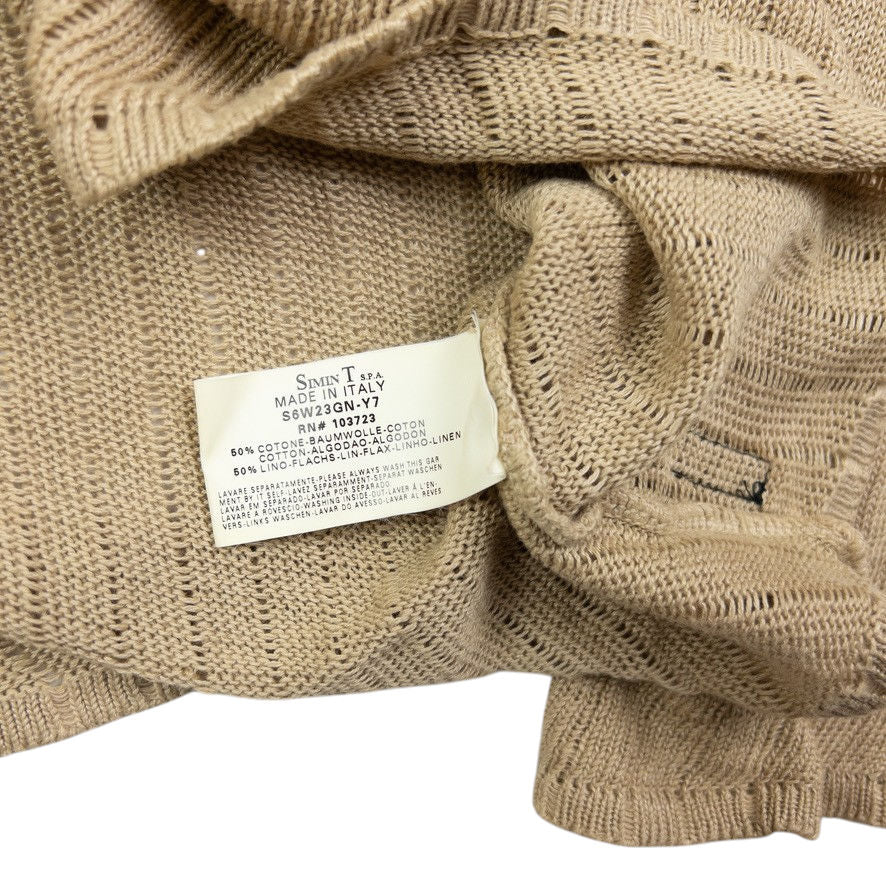 SIMIN T S.P.A.
MADE IN ITALY
S6W23GN-Y7
RN# 103723
50% COTONE-BAUMWOLLE-COTON
COTTON-ALGODAO-ALGODON
50% LINO-FLACHS-LIN-FLAX-LINHO-LINEN
LAVARE SEPARATAMENTE-PLEASE ALWAYS WASH THIS GAR
MENT BY IT SELF-LAVEZ SEPARAMMENT-SEPARAT WASCHEN
LAVAR EM SEPARADO-LAVAR POR SEPARADO.
LAVARE A ROVESCIO-WASHING INSIDE-OUT-LAVER À L'EN-
VERS-LINKS WASCHEN-LAVAR DO AVESSO-LAVAR AL REVES